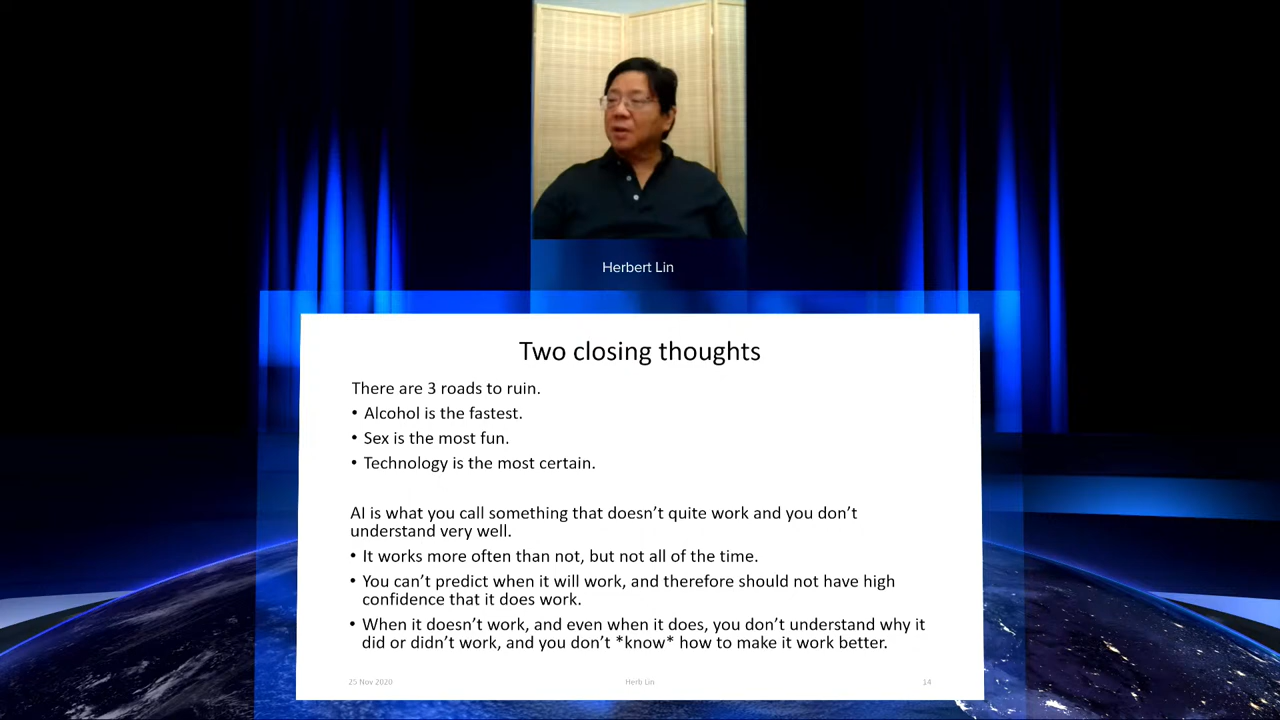 Herbert Lin
Two closing thoughts
There are 3 roads to ruin.
• Alcohol is the fastest.
• Sex is the most fun.
• Technology is the most certain.
AI is what you call something that doesn’t quite work and you don’t
understand very well.
• It works more often than not, but not all of the time.
• You can’t predict when it will work, and therefore should not have high
confidence that it does work.
• When it doesn’t work, and even when it does, you don’t understand why it
did or didn’t work, and you don’t *know* how to make it work better.
25 Nov 2020
Herb Lin
14